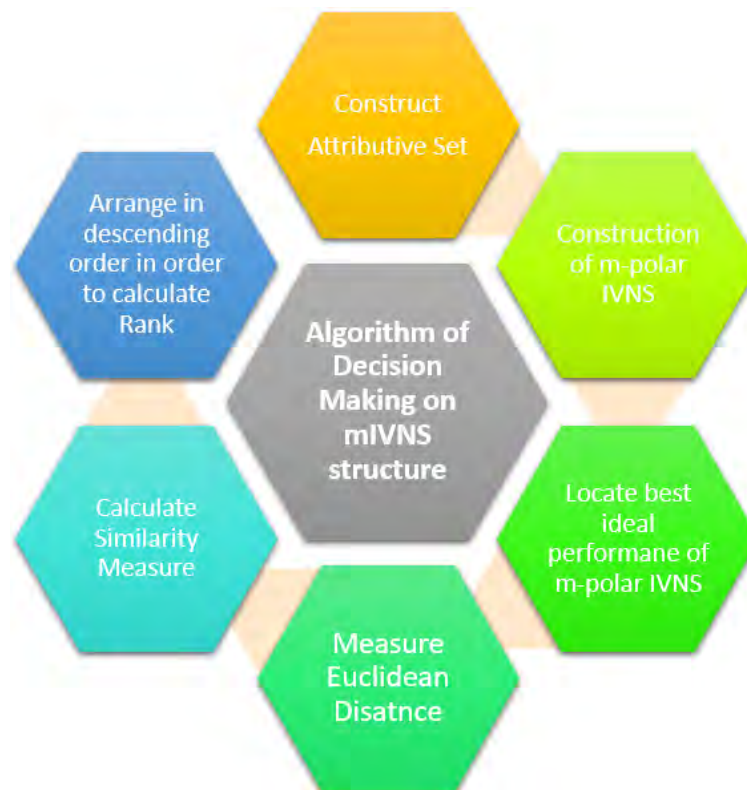 Construct
Attributive Set
Construction
of m-polar
IVNS
Locate best
ideal
performane of
m-polar IVNS
Measure
Euclidean
Disatnce
Calculate
Similarity
Measure
Arrange in
descending
order in order
to calculate
Rank
Algorithm of
Decision
Making on
mIVNS
structure